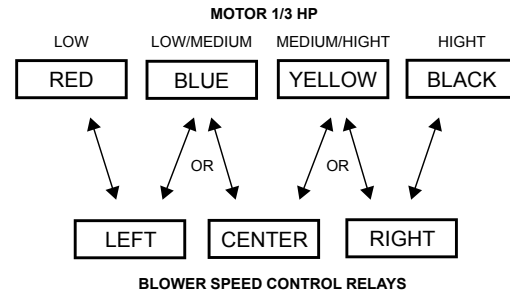 MOTOR 1/3 HP
LOW LOW/MEDIUM MEDIUM/HIGHT HIGHT
RED BLUE YELLOW BLACK
OR OR
LEFT CENTER RIGHT
BLOWER SPEED CONTROL RELAYS